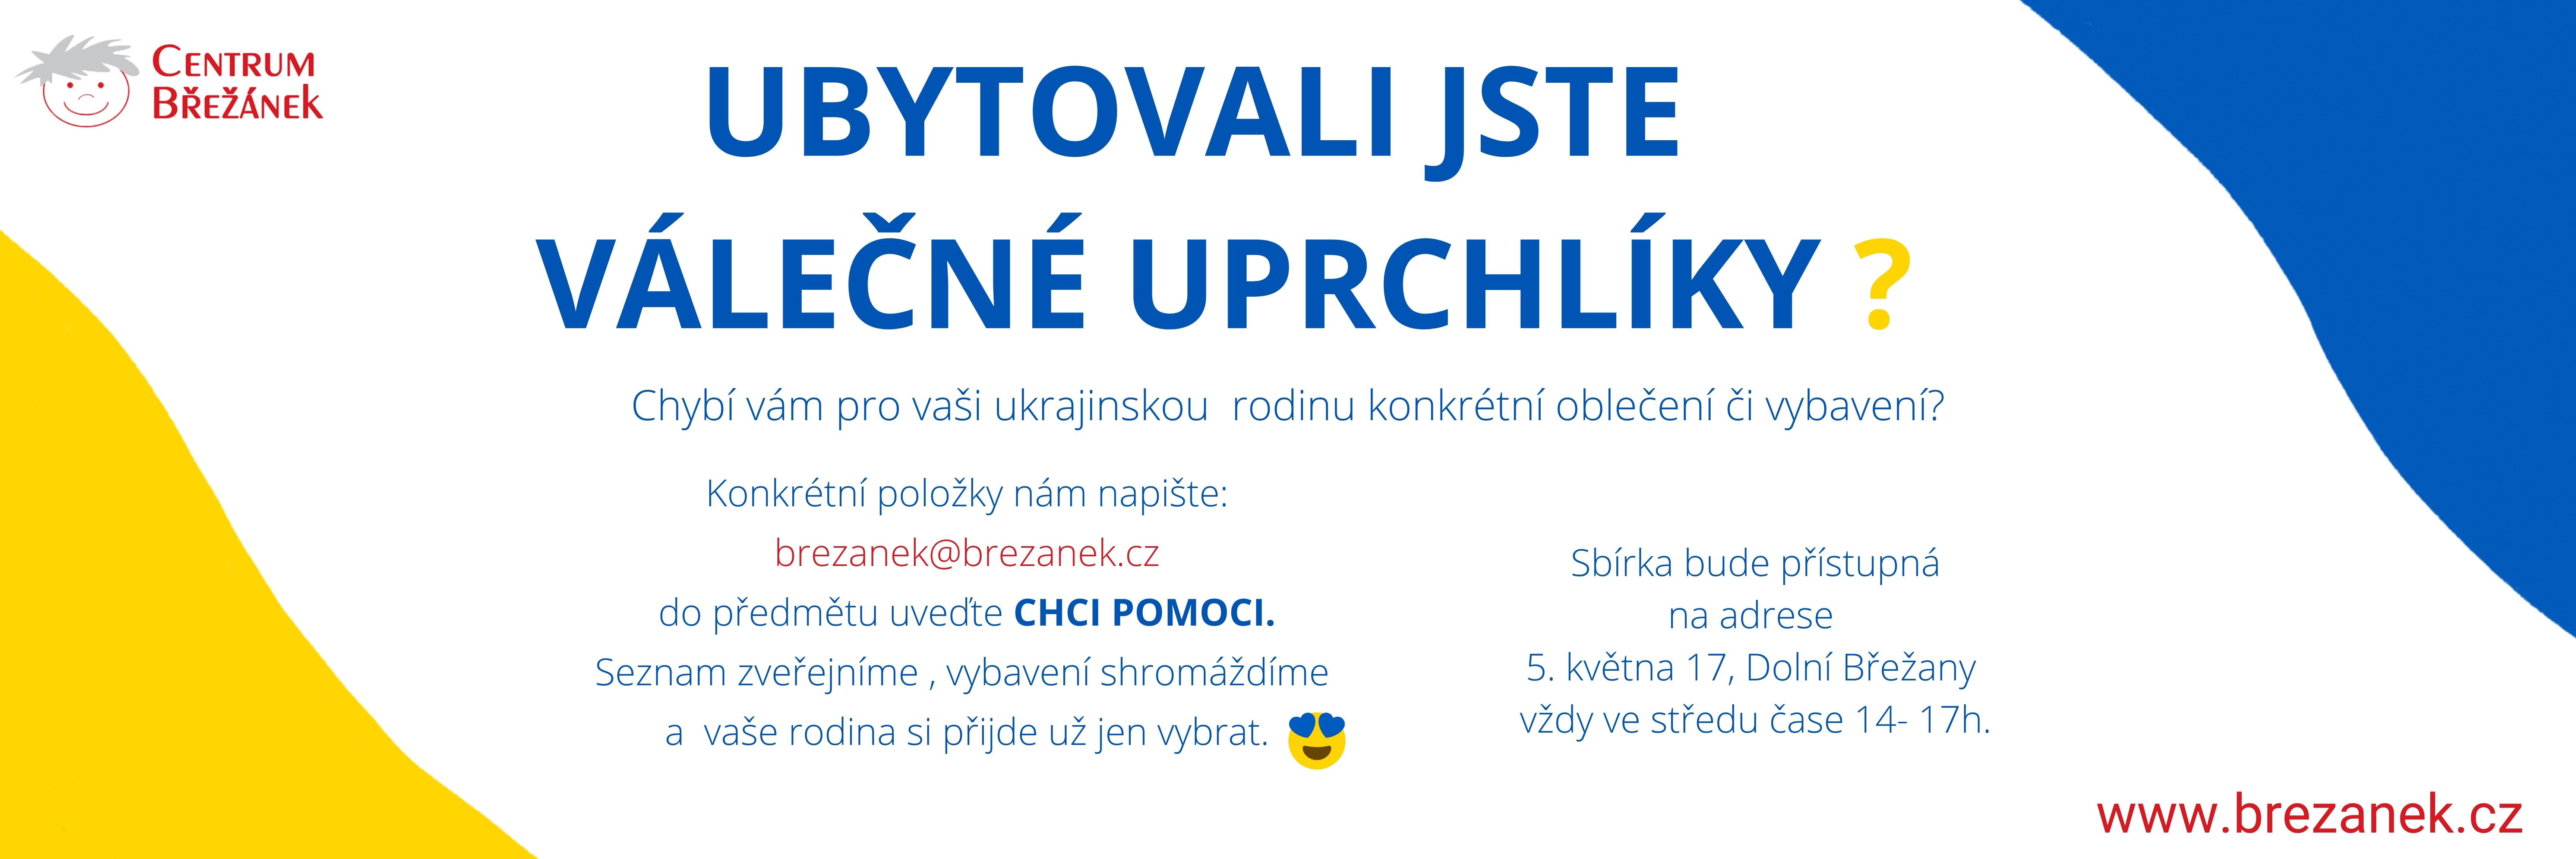 CENTRUM
BŘEŽÁNEK
UBYTOVALI JSTE
VÁLEČNÉ UPRCHLÍKY ?
Chybí vám pro vaši ukrajinskou  rodinu konkrétní oblečení či vybavení?
Konkrétní položky nám napište:
brezanek@brezanek.cz
do předmětu uveďte CHCI POMOCI.
Seznam zveřejníme , vybavení shromáždíme
a  vaše rodina si přijde už jen vybrat.
Sbírka bude přístupná
na adrese
5. května 17, Dolní Břežany
vždy ve středu čase 14- 17h.
www.brezanek.cz